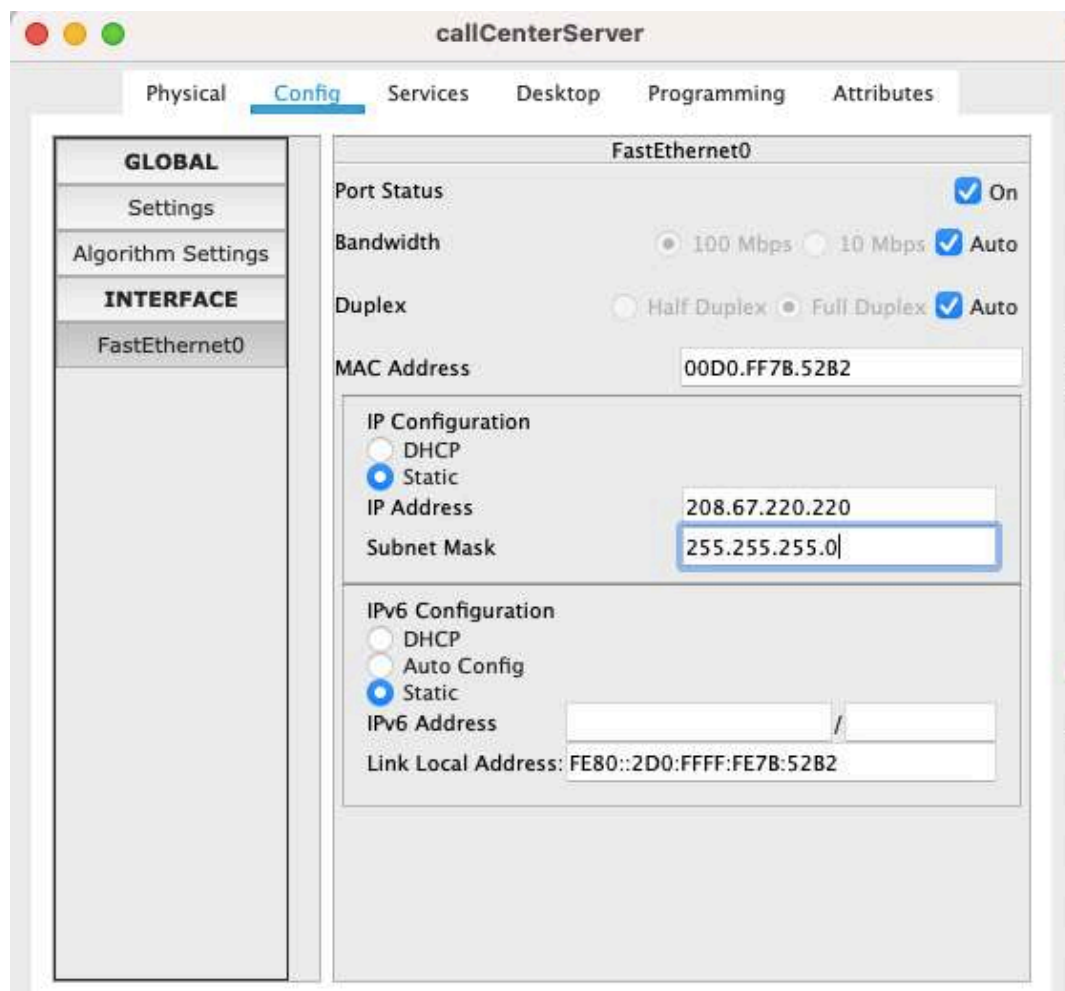 callCenterServer
Physical Config Services Desktop Programming Attributes
GLOBAL
Settings
Algorithm Settings
INTERFACE
FastEthernet0
FastEthernet0
Port Status On
Bandwidth 100 Mbps 10 Mbps Auto
Duplex Half Duplex Full Duplex Auto
MAC Address 00D0.FF7B.52B2
IP Configuration
DHCP
Static
IP Address 208.67.220.220
Subnet Mask 255.255.255.0
IPv6 Configuration
DHCP
Auto Config
Static
IPv6 Address /
Link Local Address: FE80::2D0:FFFF:FE7B:52B2